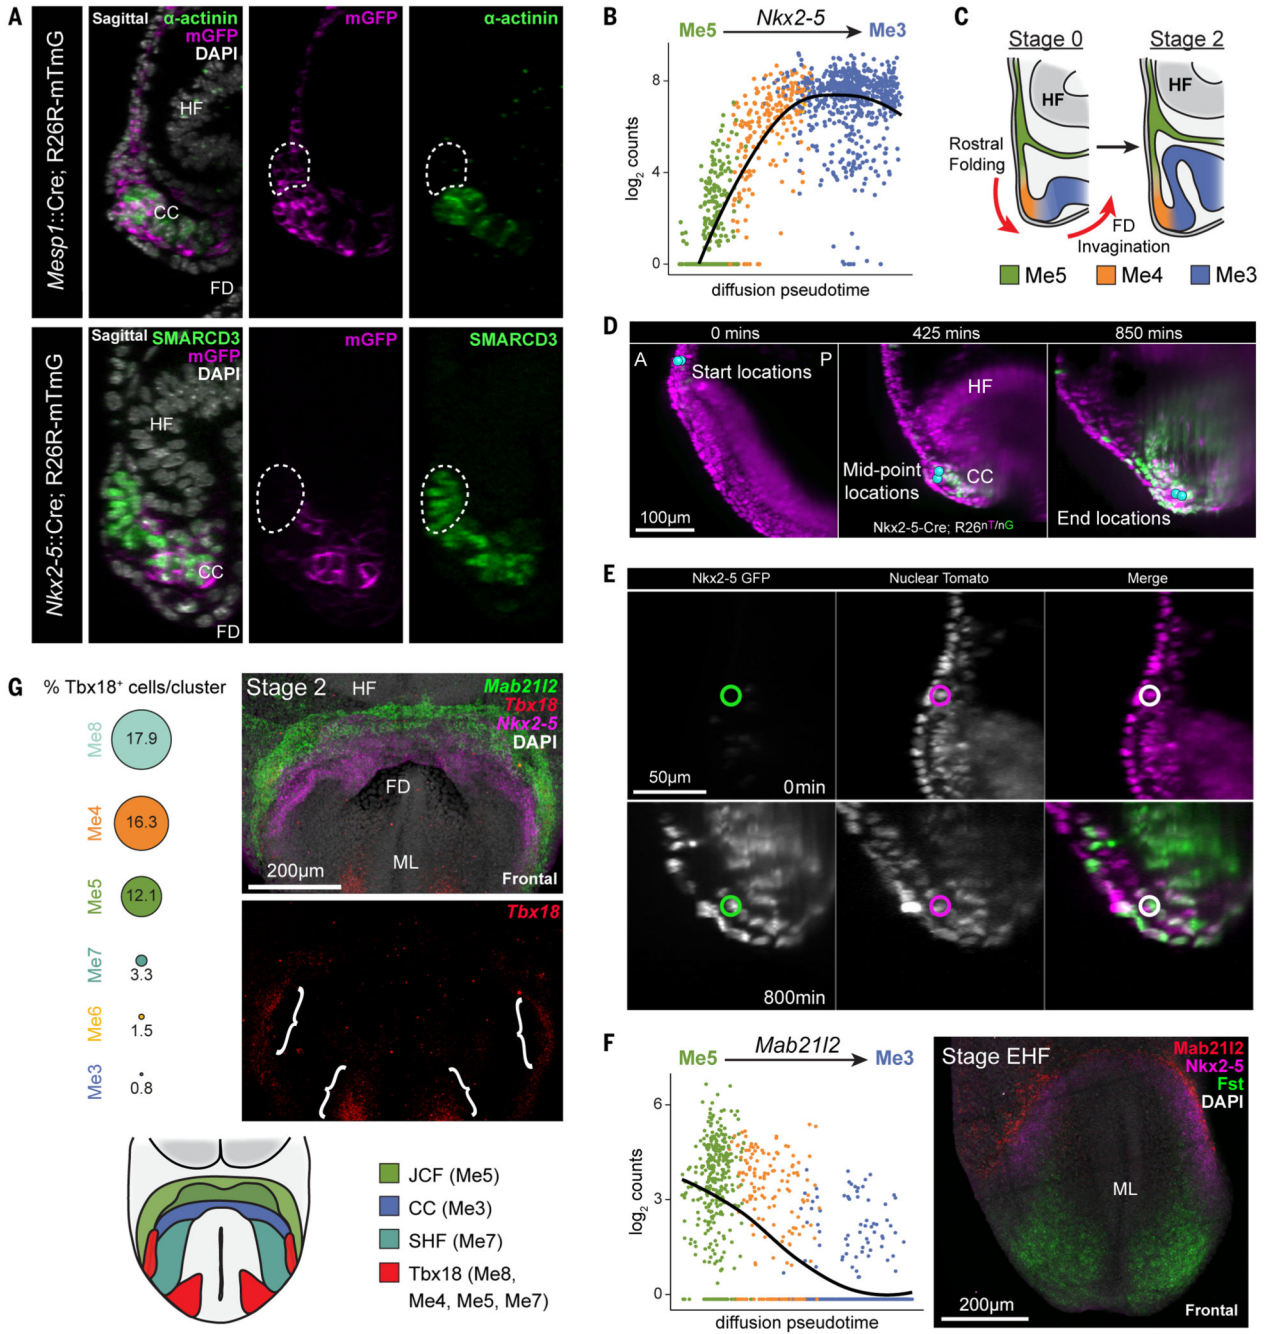 A
Mesp1::Cre; R26R-mTmG
Sagittal α-actinin
mGFP
DAPI
HF
CC
FD
mGFP
α-actinin
Nkx2-5::Cre; R26R-mTmG
Sagittal SMARCD3
mGFP
DAPI
HF
CC
FD
mGFP
SMARCD3
B
Nkx2-5
Me5
Me3
8
4
0
log2 counts
diffusion pseudotime
C
Stage 0
Stage 2
HF
HF
Rostral
Folding
FD
Invagination
Me5
Me4
Me3
D
0 mins
425 mins
850 mins
A
P
Start locations
100µm
HF
Mid-point
locations
CC
Nkx2-5-Cre; R26nT/nG
End locations
E
Nkx2-5 GFP
Nuclear Tomato
Merge
50µm
0min
800min
F
Mab21l2
Me5
Me3
6
3
0
log2 counts
diffusion pseudotime
Stage EHF
Mab21l2
Nkx2-5
Fst
DAPI
ML
200µm
Frontal
G
% Tbx18+ cells/cluster
Me8
17.9
Me4
16.3
Me5
12.1
Me7
3.3
Me6
1.5
Me3
0.8
Stage 2
HF
Mab21l2
Tbx18
Nkx2-5
DAPI
FD
ML
200µm
Frontal
Tbx18
JCF (Me5)
CC (Me3)
SHF (Me7)
Tbx18 (Me8,
Me4, Me5, Me7)